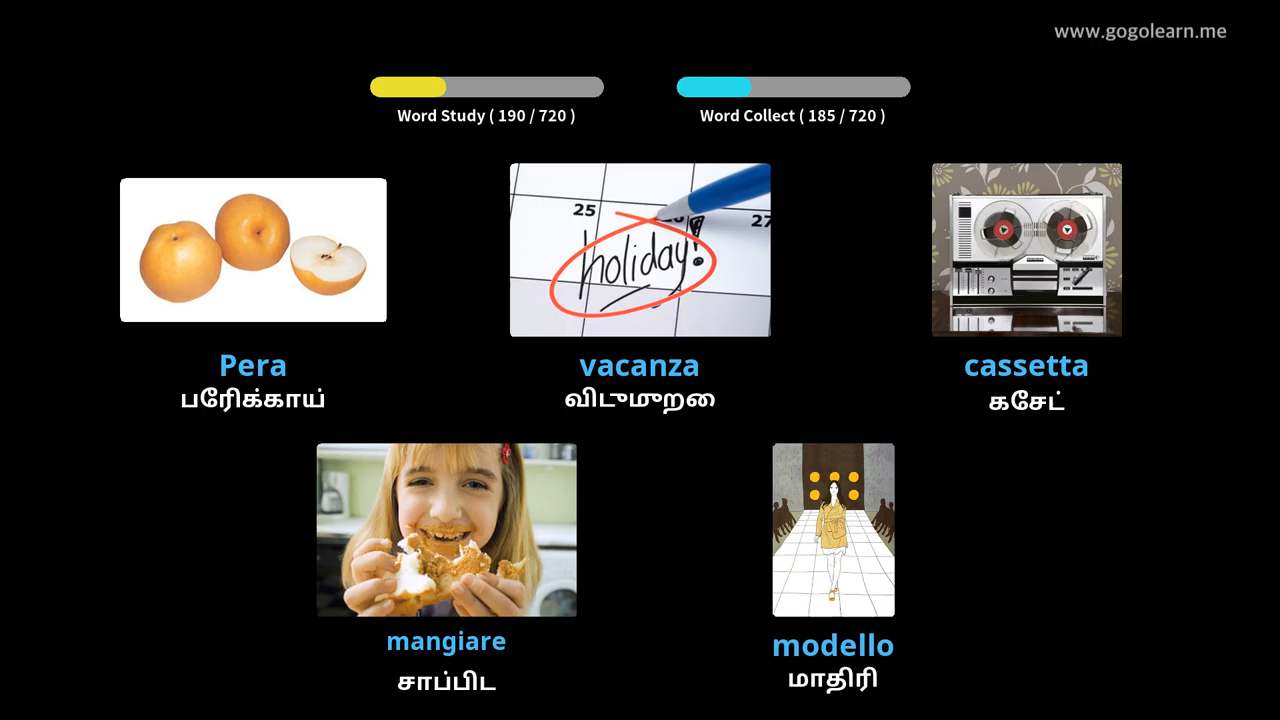 www.gogolearn.me
Word Study ( 190 / 720 )
Word Collect ( 185 / 720 )
25
26
27
holiday!
Pera
பேரிக்காய்
vacanza
விடுமுறை
cassetta
கசேட்
mangiare
சாப்பிட
modello
மாதிரி